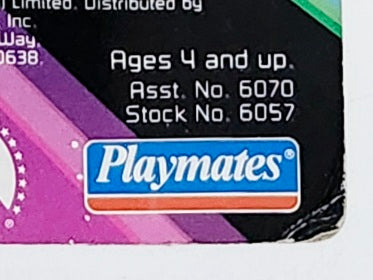 Limited. Distributed by
Inc.
Way,
0638.
Ages 4 and up.
Asst. No. 6070
Stock No. 6057
Playmates®
®